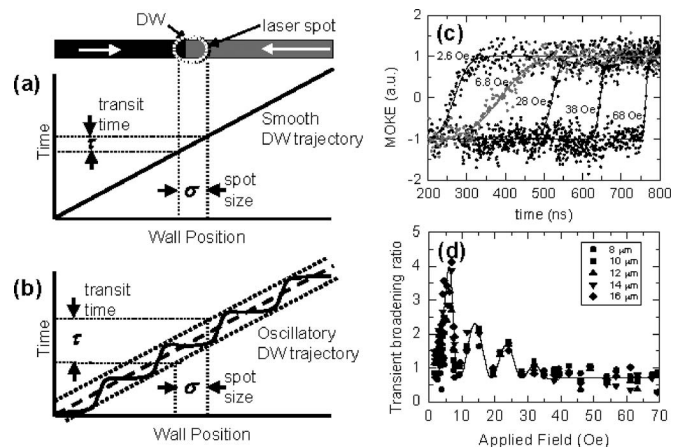 DW
laser spot
(a)
transit
time
τ
Smooth
DW trajectory
σ
spot
size
Time
Wall Position
(b)
transit
time
τ
Oscillatory
DW trajectory
σ
spot
size
Time
Wall Position
(c)
2.6 Oe
6.8 Oe
28 Oe
38 Oe
68 Oe
MOKE (a.u.)
2
1
0
-1
-2
200 300 400 500 600 700 800
time (ns)
(d)
8 μm
10 μm
12 μm
14 μm
16 μm
Transient broadening ratio
5
4
3
2
1
0
0 10 20 30 40 50 60 70
Applied Field (Oe)